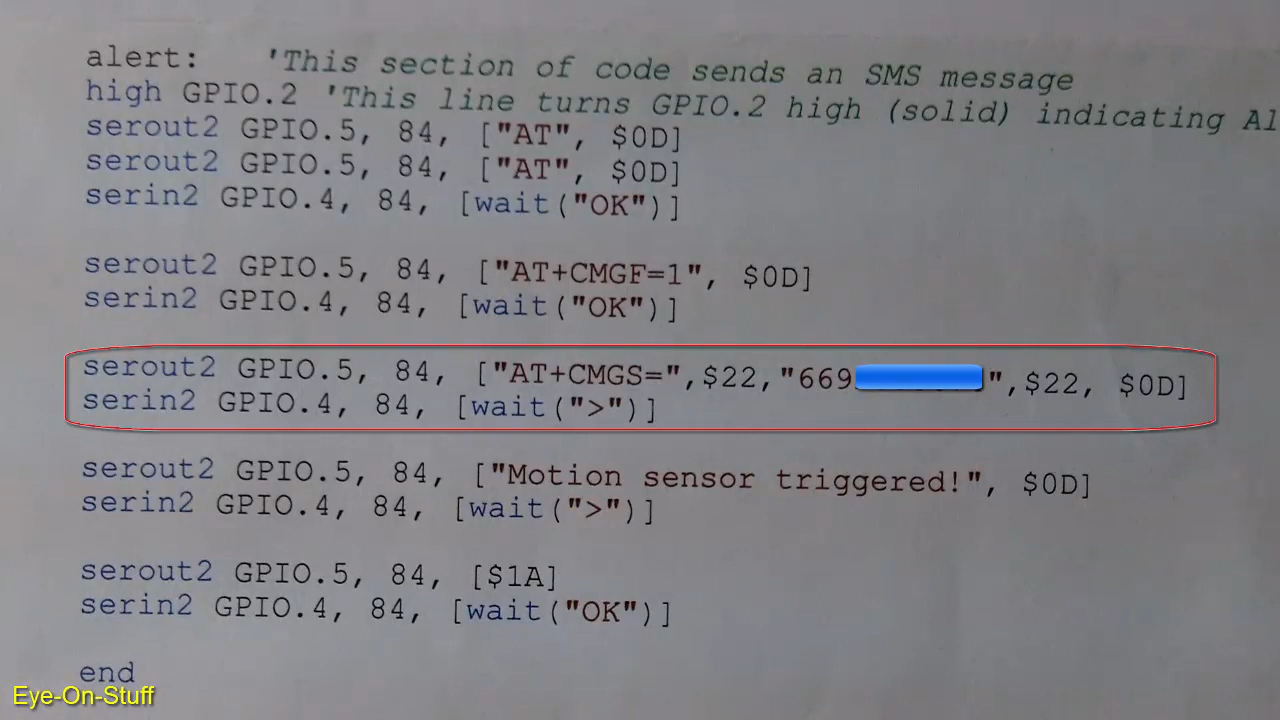 alert: 'This section of code sends an SMS message
high GPIO.2 'This line turns GPIO.2 high (solid) indicating
serout2 GPIO.5, 84, ["AT", $0D]
serout2 GPIO.5, 84, ["AT", $0D]
serin2 GPIO.4, 84, [wait("OK")]
serout2 GPIO.5, 84, ["AT+CMGF=1", $0D]
serin2 GPIO.4, 84, [wait("OK")]
serout2 GPIO.5, 84, ["AT+CMGS=",$22,"669 ",$22, $0D]
serin2 GPIO.4, 84, [wait(">")]
serout2 GPIO.5, 84, ["Motion sensor triggered!", $0D]
serin2 GPIO.4, 84, [wait(">")]
serout2 GPIO.5, 84, [$1A]
serin2 GPIO.4, 84, [wait("OK")]
end
Eye-On-Stuff